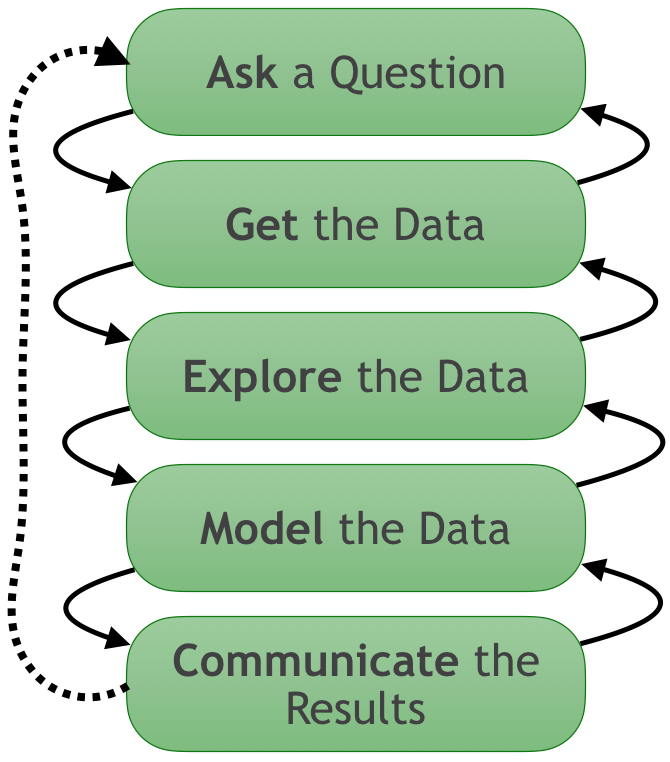 Ask a Question
Get the Data
Explore the Data
Model the Data
Communicate the
Results